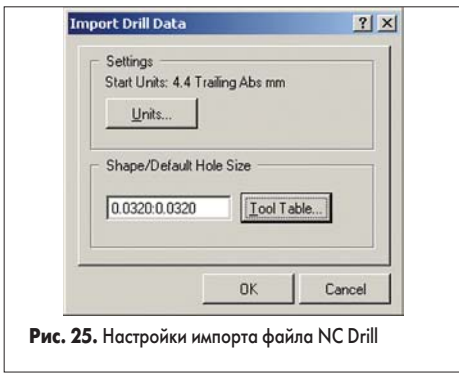 Import Drill Data
Settings
Start Units: 4.4 Trailing Abs mm
Units...
Shape/Default Hole Size
0.0320:0.0320
Tool Table...
OK
Cancel
Рис. 25. Настройки импорта файла NC Drill